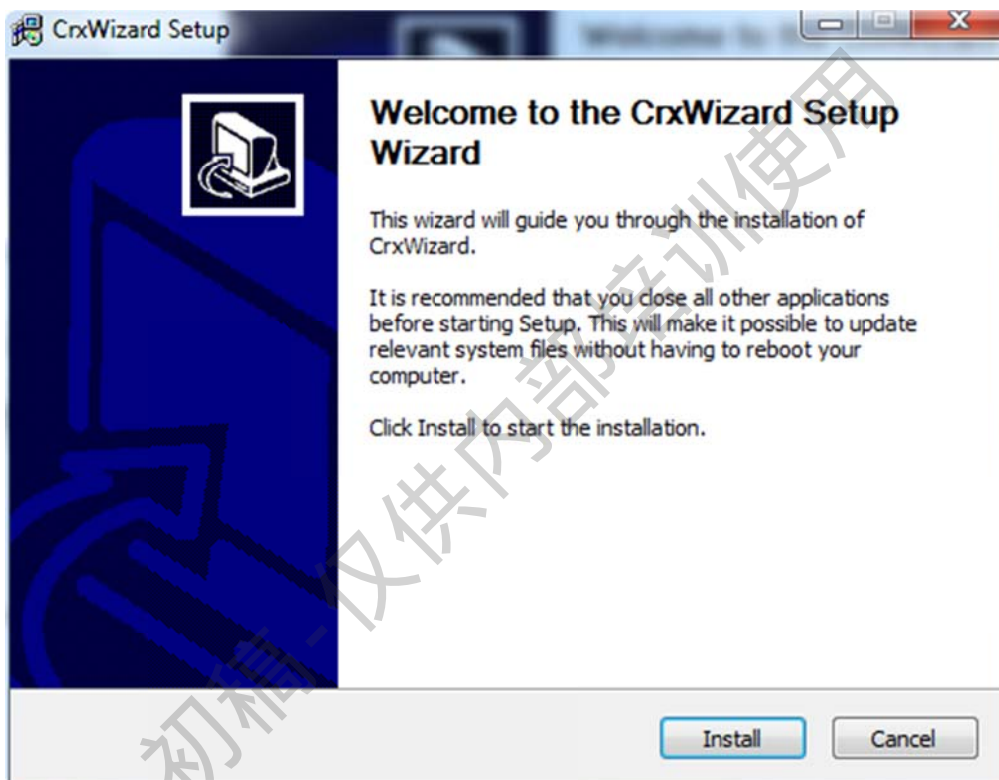 CrxWizard Setup
Welcome to the CrxWizard Setup
Wizard
This wizard will guide you through the installation of
CrxWizard.
It is recommended that you close all other applications
before starting Setup. This will make it possible to update
relevant system files without having to reboot your
computer.
Click Install to start the installation.
Install
Cancel
初稿-仅供内部培训使用